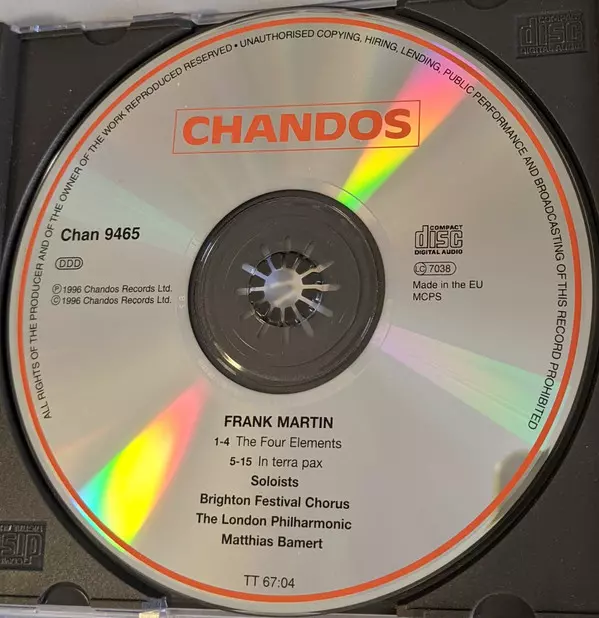 ALL RIGHTS OF THE PRODUCER AND OF THE OWNER OF THE WORK REPRODUCED RESERVED • UNAUTHORISED COPYING, HIRING, LENDING, PUBLIC PERFORMANCE AND BROADCASTING OF THIS RECORD PROHIBITED
CHANDOS
Chan 9465
DDD
℗ 1996 Chandos Records Ltd.
© 1996 Chandos Records Ltd.
COMPACT
disc
DIGITAL AUDIO
LC 7038
Made in the EU
MCPS
FRANK MARTIN
1-4 The Four Elements
5-15 In terra pax
Soloists
Brighton Festival Chorus
The London Philharmonic
Matthias Bamert
TT 67:04
disc
disc